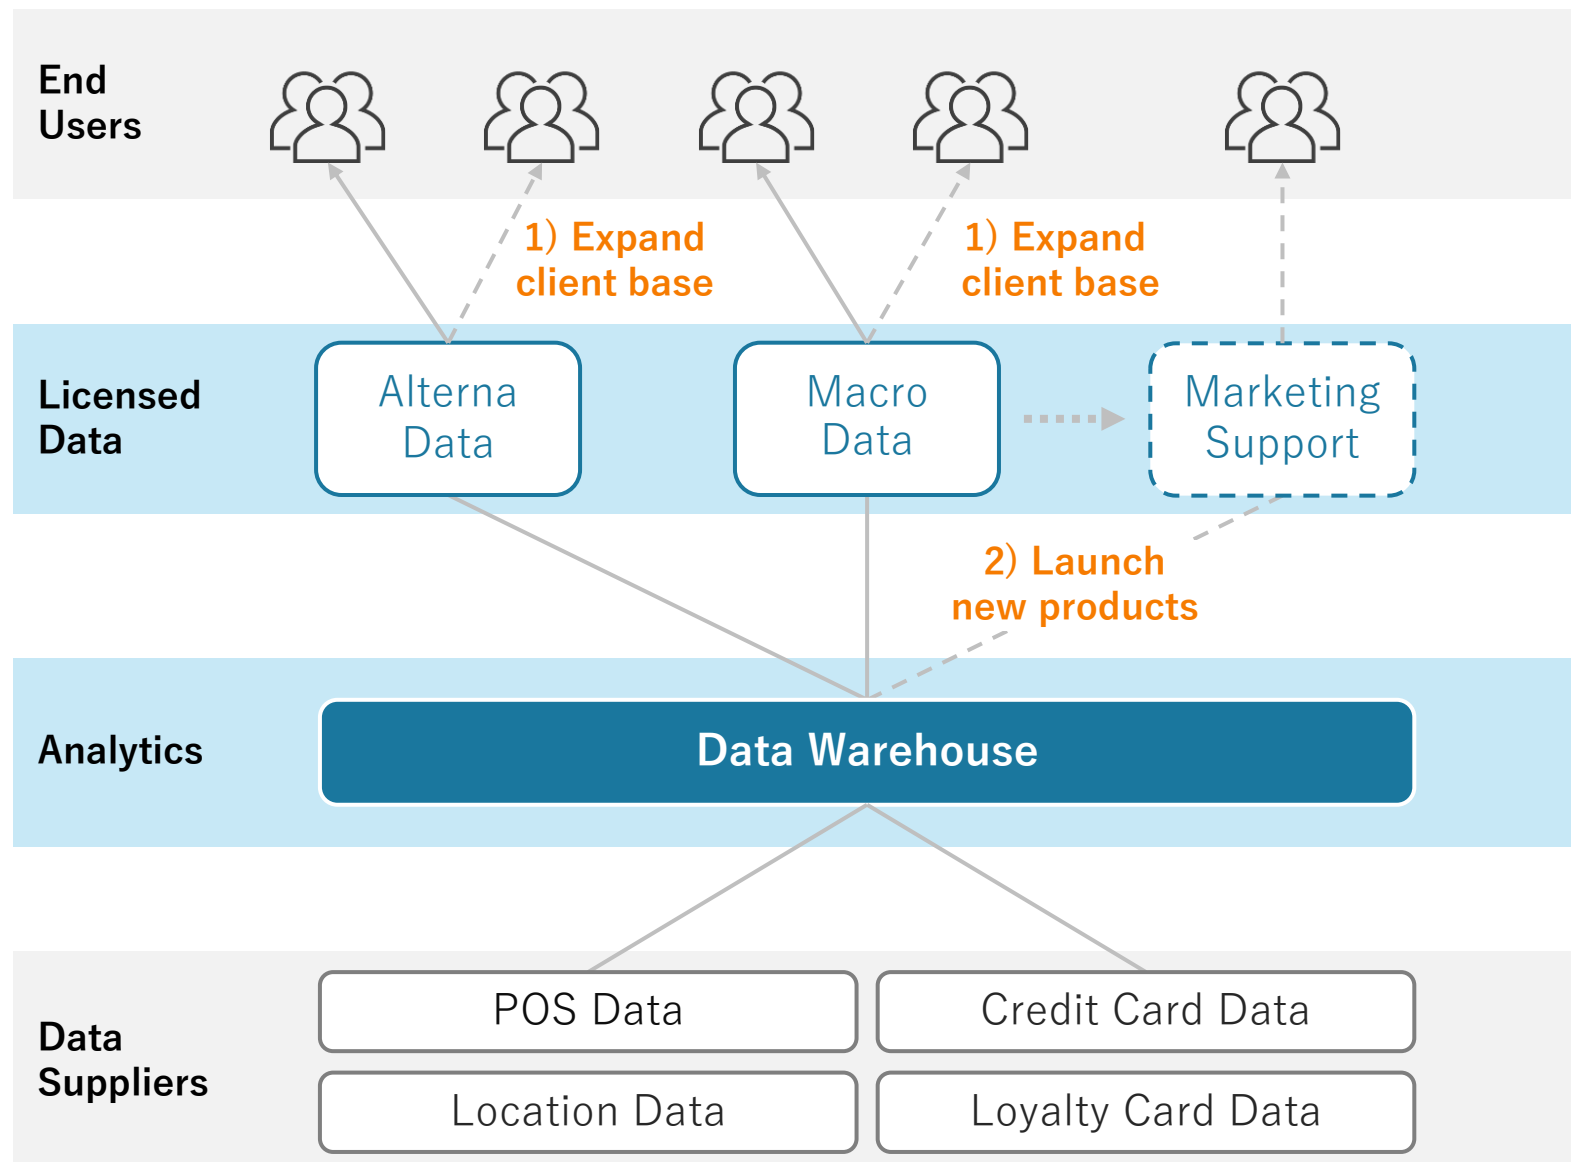 End
Users
1) Expand
client base
1) Expand
client base
Licensed
Data
Alterna
Data
Macro
Data
Marketing
Support
2) Launch
new products
Analytics
Data Warehouse
Data
Suppliers
POS Data
Credit Card Data
Location Data
Loyalty Card Data